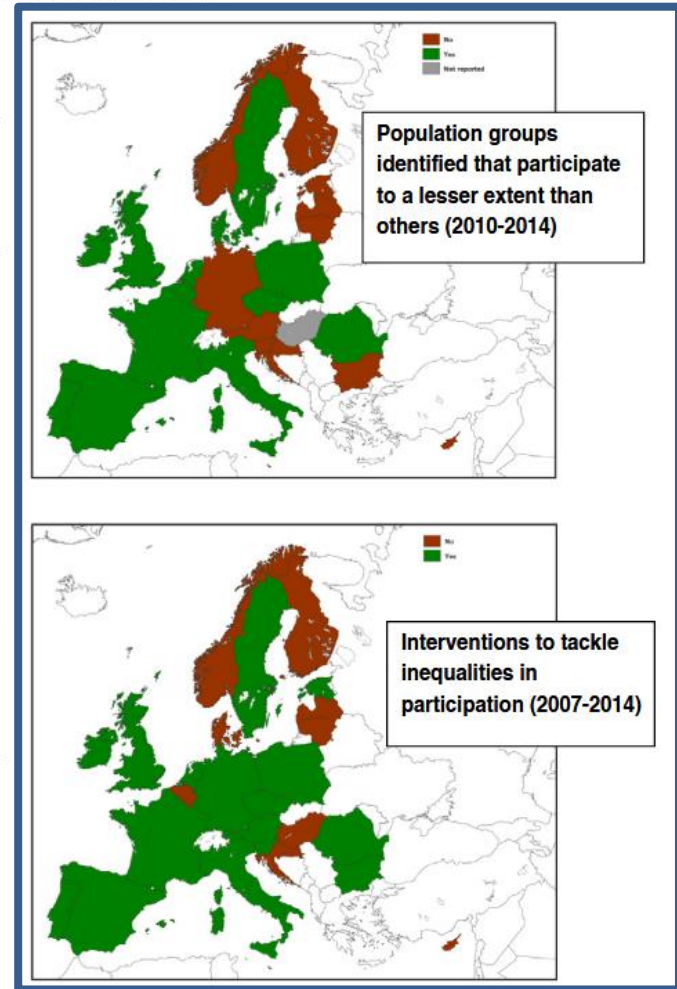 No
Yes
Not reported
Population groups
identified that participate
to a lesser extent than
others (2010-2014)
No
Yes
Interventions to tackle
inequalities in
participation (2007-2014)